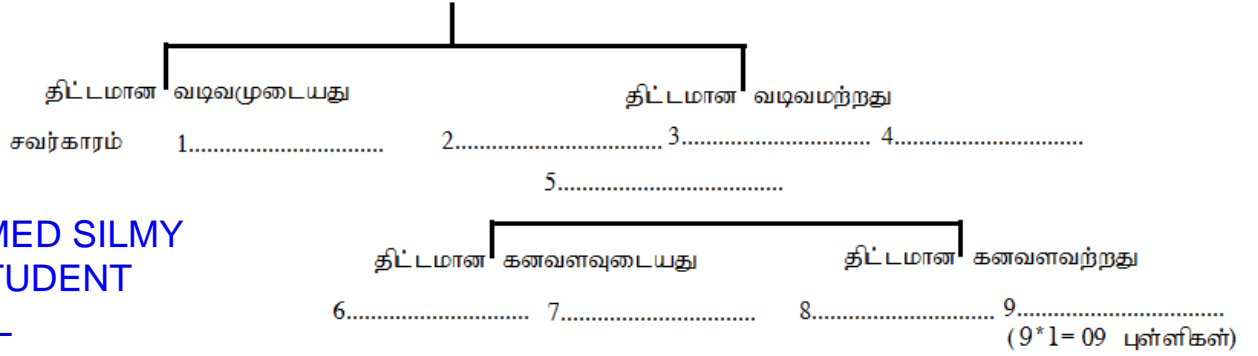 திட்டமான வடிவமுடையது திட்டமான வடிவமற்றது
சவர்காரம் 1................................. 2................................... 3................................ 4................................
5......................................
MED SILMY
TUDENT
திட்டமான கனவளவுடையது திட்டமான கனவளவற்றது
6............................... 7................................. 8............................... 9...................................
(9*1= 09 புள்ளிகள்)